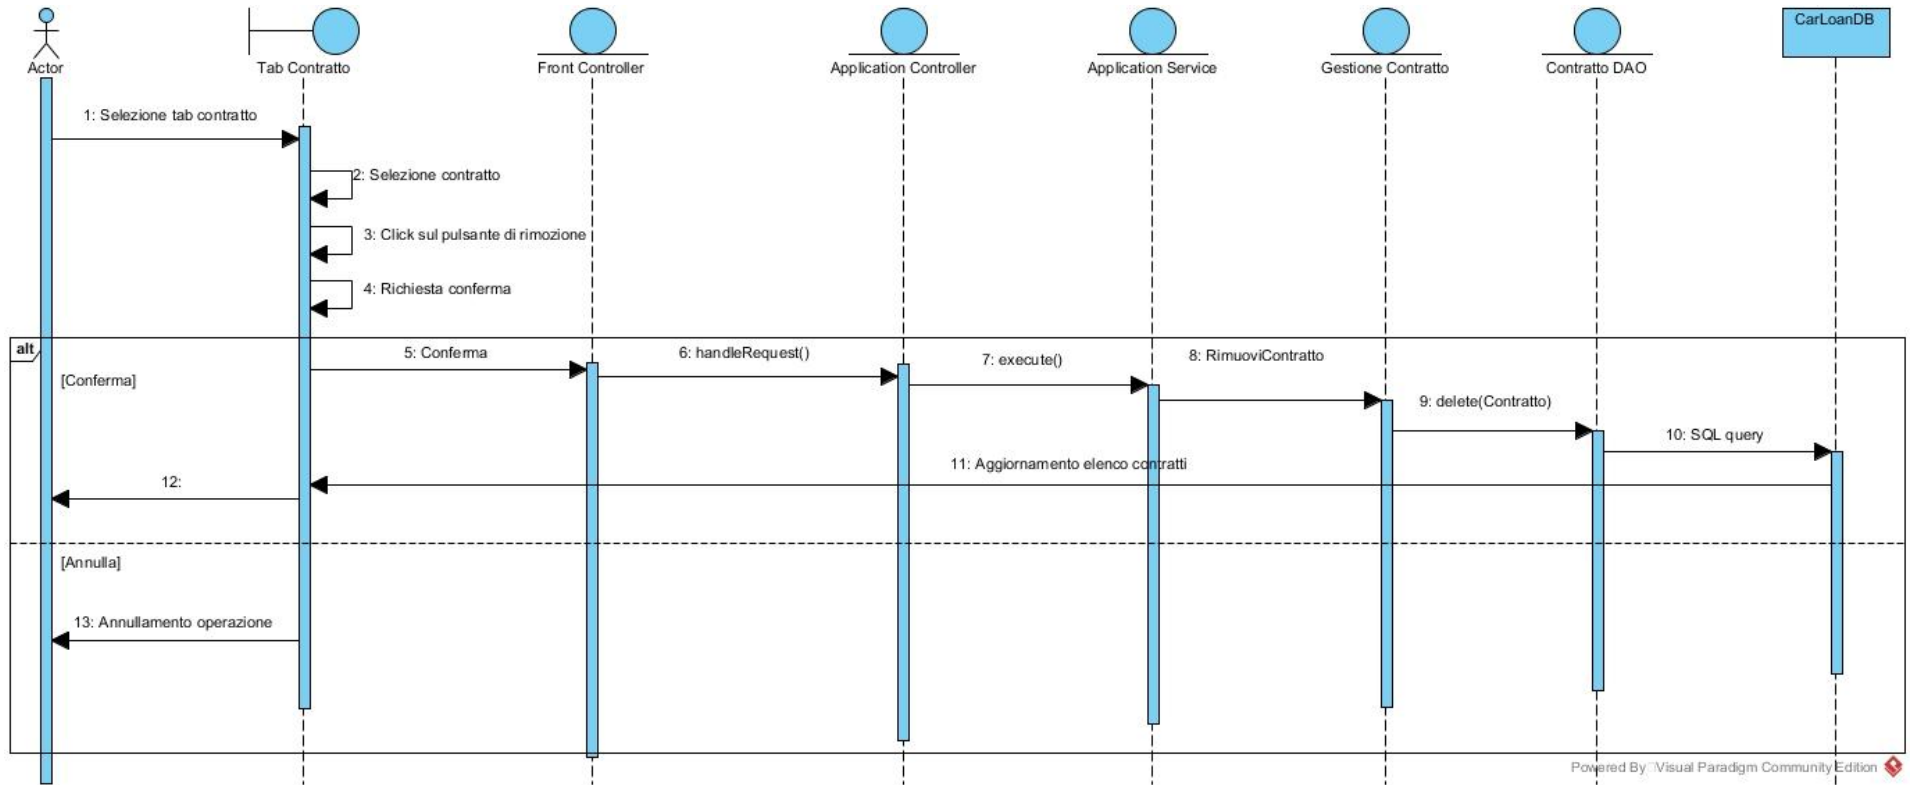 CarLoanDB
Actor
Tab Contratto
Front Controller
Application Controller
Application Service
Gestione Contratto
Contratto DAO
1: Selezione tab contratto
2: Selezione contratto
3: Click sul pulsante di rimozione
4: Richiesta conferma
alt
[Conferma]
5: Conferma
6: handleRequest()
7: execute()
8: RimuoviContratto
9: delete(Contratto)
10: SQL query
11: Aggiornamento elenco contratti
12:
[Annulla]
13: Annullamento operazione
Powered By Visual Paradigm Community Edition